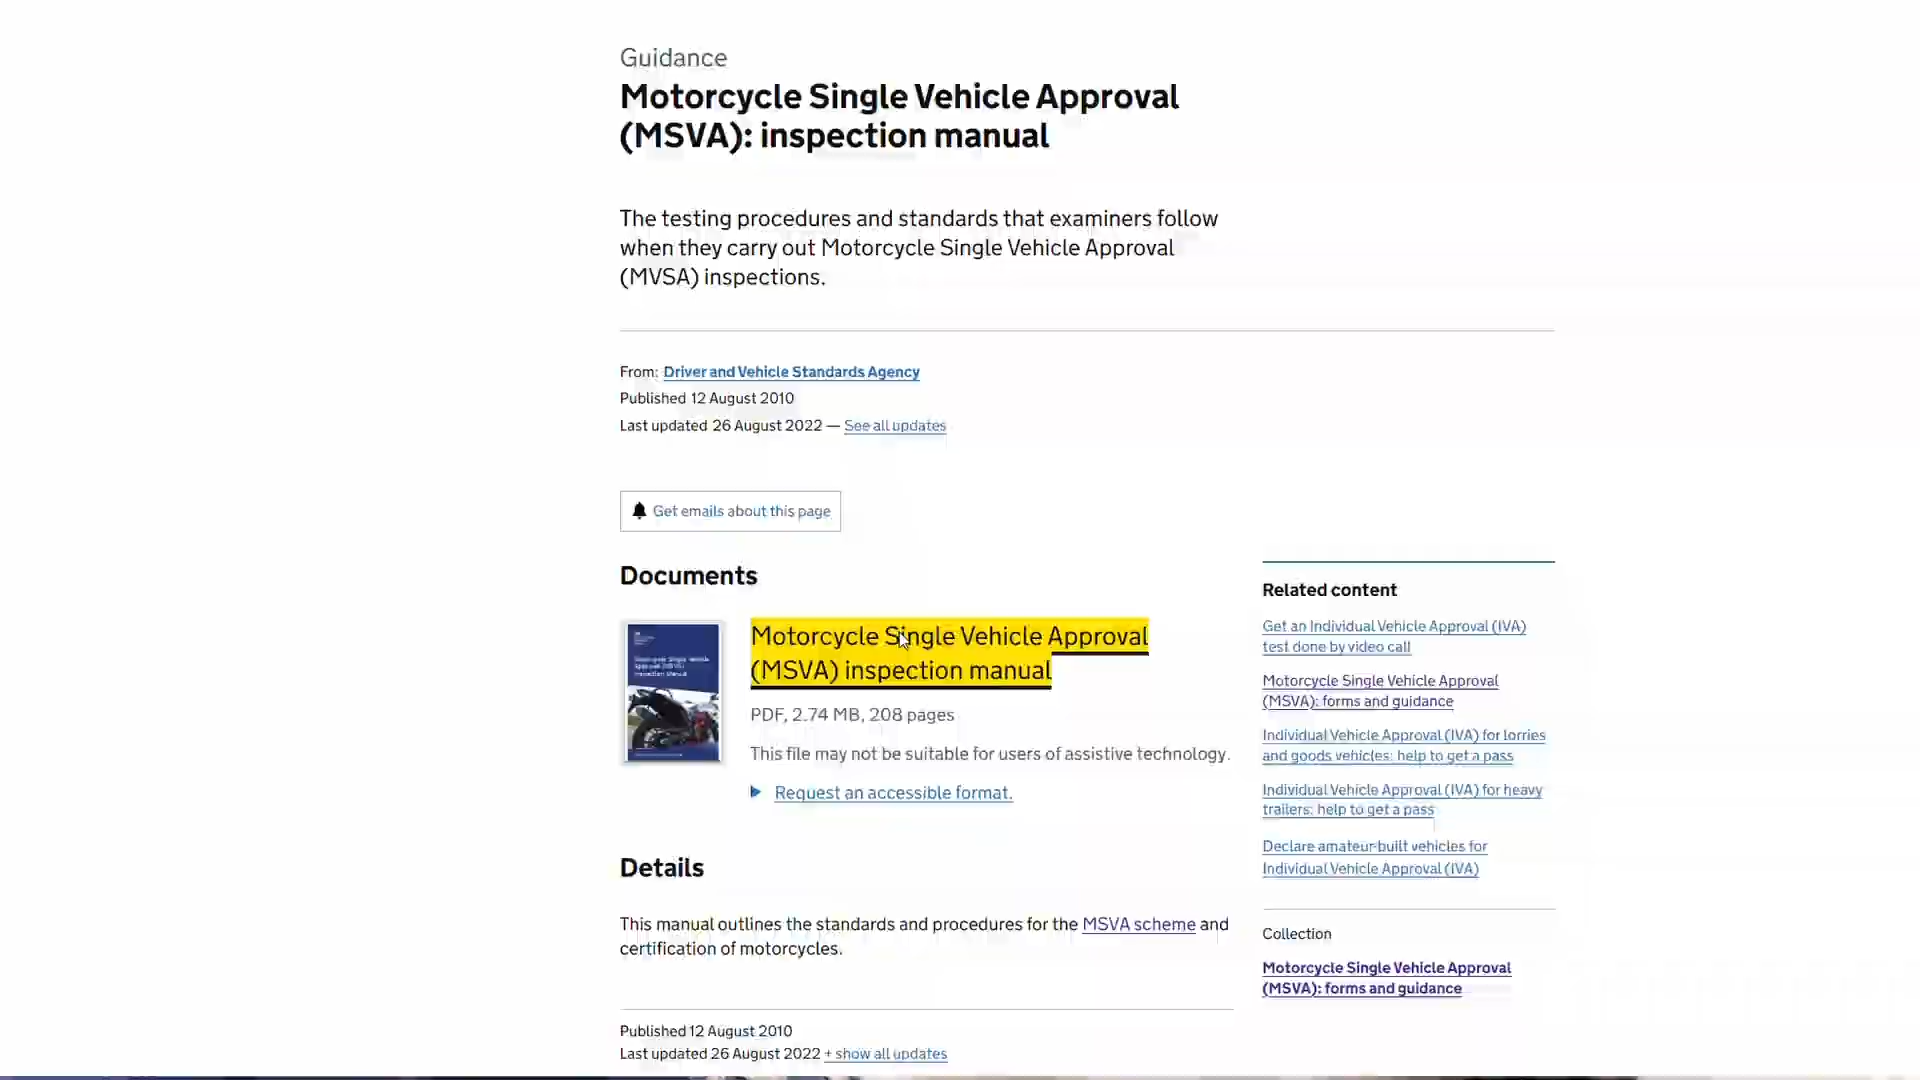 Guidance
Motorcycle Single Vehicle Approval
(MSVA): inspection manual
The testing procedures and standards that examiners follow
when they carry out Motorcycle Single Vehicle Approval
(MVSA) inspections.
From: Driver and Vehicle Standards Agency
Published 12 August 2010
Last updated 26 August 2022 — See all updates
Get emails about this page
Documents
Motorcycle Single Vehicle Approval
(MSVA) inspection manual
PDF, 2.74 MB, 208 pages
This file may not be suitable for users of assistive technology.
Request an accessible format.
Details
This manual outlines the standards and procedures for the MSVA scheme and
certification of motorcycles.
Published 12 August 2010
Last updated 26 August 2022 + show all updates
Related content
Get an Individual Vehicle Approval (IVA)
test done by video call
Motorcycle Single Vehicle Approval
(MSVA): forms and guidance
Individual Vehicle Approval (IVA) for lorries
and goods vehicles: help to get a pass
Individual Vehicle Approval (IVA) for heavy
trailers: help to get a pass
Declare amateur-built vehicles for
Individual Vehicle Approval (IVA)
Collection
Motorcycle Single Vehicle Approval
(MSVA): forms and guidance
Motorcycle Single Vehicle
Approval (MSVA)
Inspection Manual